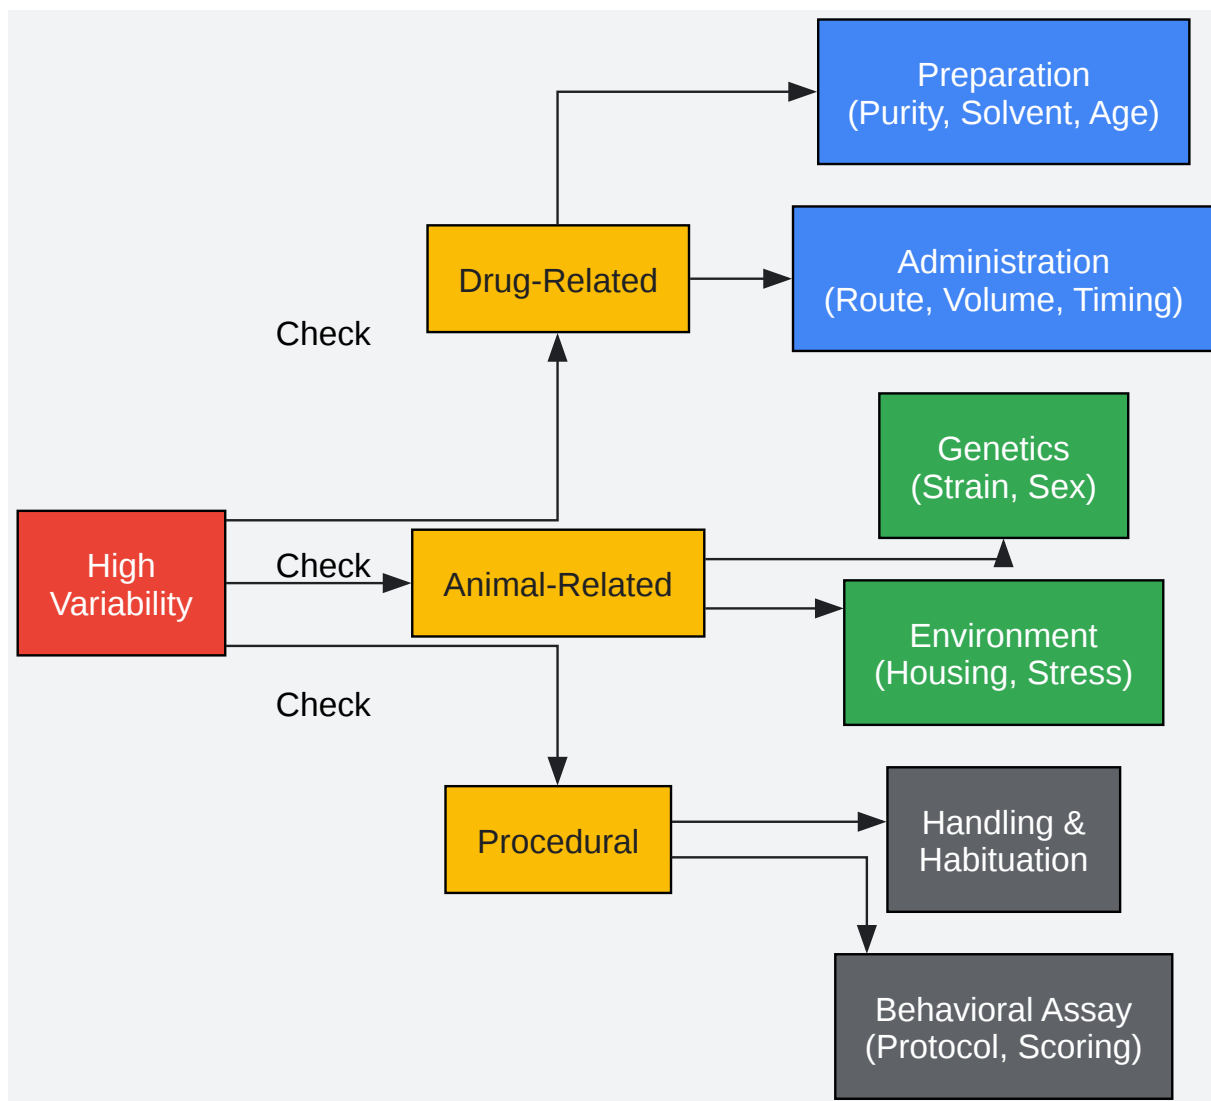 Preparation
(Purity, Solvent, Age)
Administration
(Route, Volume, Timing)
Drug-Related
Check
Genetics
(Strain, Sex)
High
Variability
Check
Animal-Related
Environment
(Housing, Stress)
Check
Procedural
Handling &
Habituation
Behavioral Assay
(Protocol, Scoring)